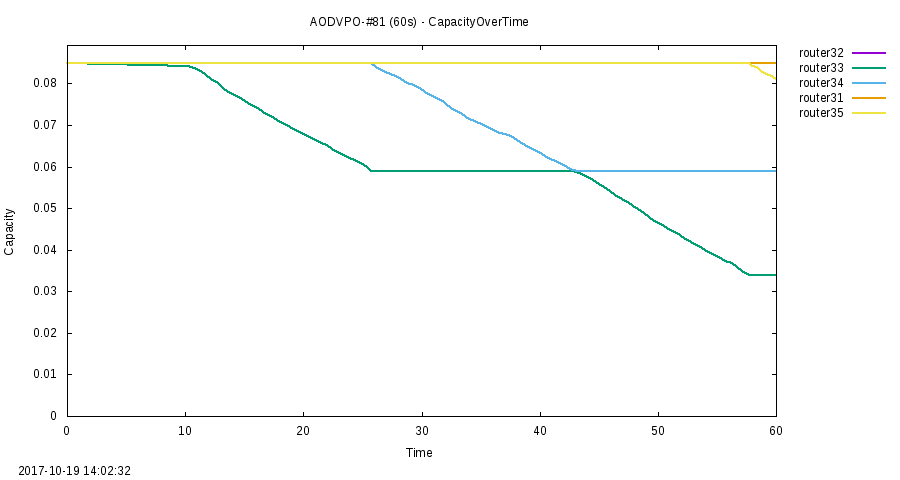 AODVPO-#81 (60s) - CapacityOverTime
router32
router33
router34
router31
router35
0.08
0.07
0.06
0.05
0.04
0.03
0.02
0.01
0
Capacity
0 10 20 30 40 50 60
Time
2017-10-19 14:02:32